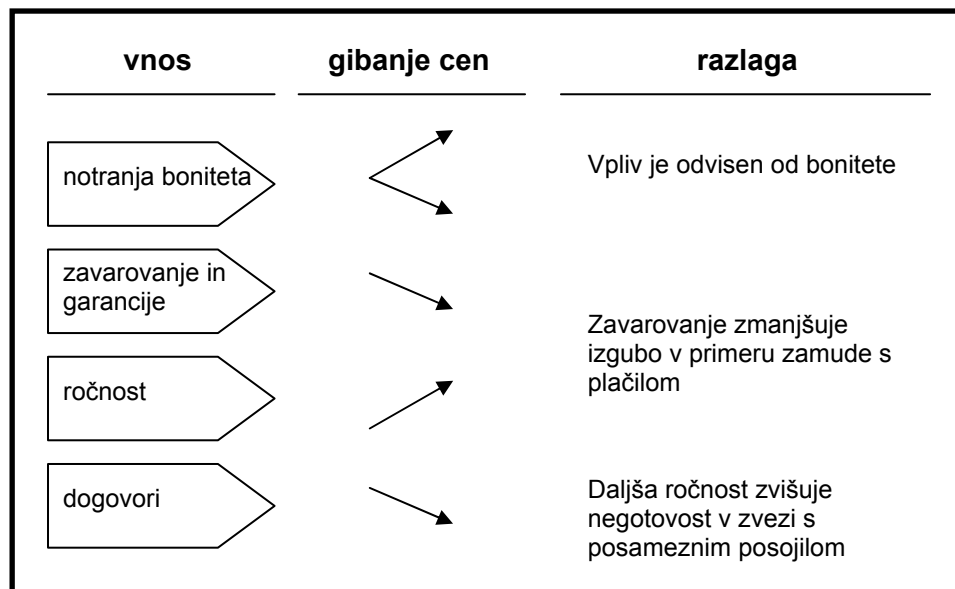 vnos
gibanje cen
razlaga
notranja boniteta
Vpliv je odvisen od bonitete
zavarovanje in
garancije
Zavarovanje zmanjšuje
izgubo v primeru zamude s
plačilom
ročnost
dogovori
Daljša ročnost zvišuje
negotovost v zvezi s
posameznim posojilom